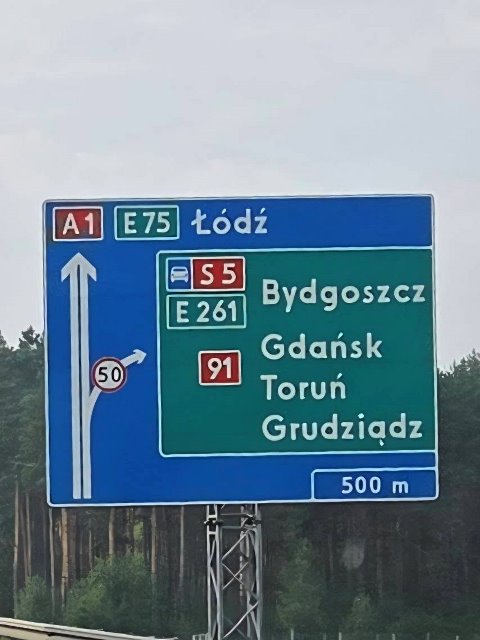 A1 E75 Łódź
S5
E 261 Bydgoszcz
Gdańsk
91 Toruń
Grudziądz
50
500 m